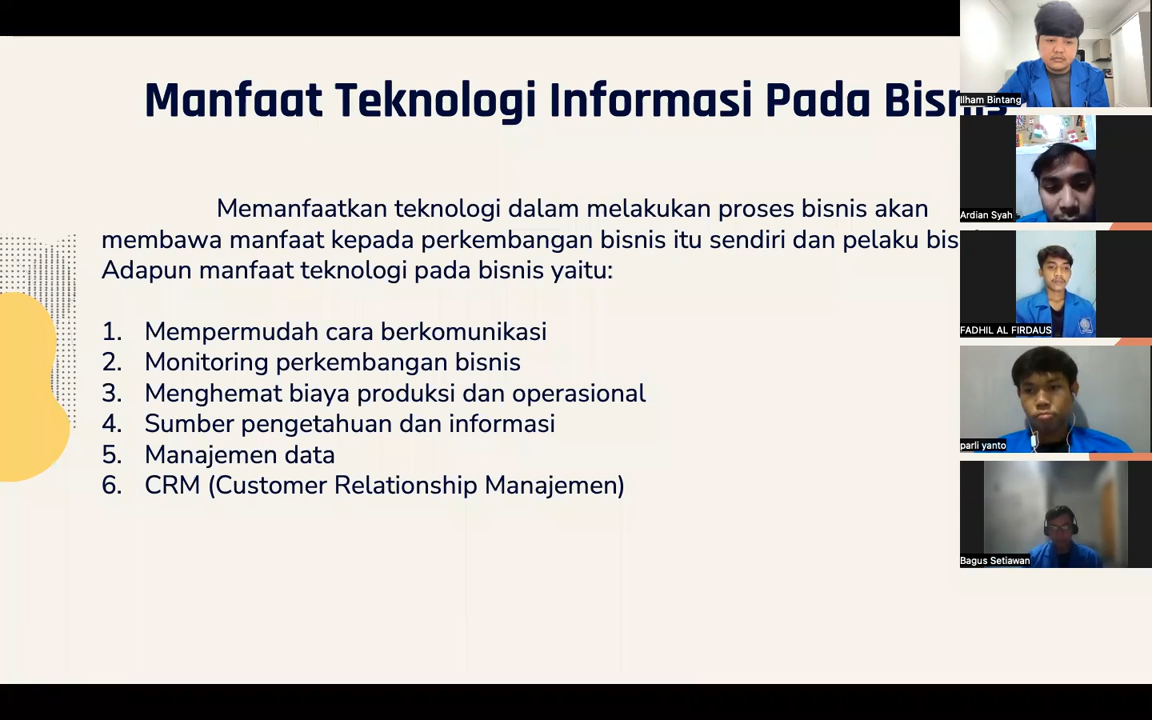 Manfaat Teknologi Informasi Pada Bisnis
Memanfaatkan teknologi dalam melakukan proses bisnis akan
membawa manfaat kepada perkembangan bisnis itu sendiri dan pelaku
Adapun manfaat teknologi pada bisnis yaitu:
1. Mempermudah cara berkomunikasi
2. Monitoring perkembangan bisnis
3. Menghemat biaya produksi dan operasional
4. Sumber pengetahuan dan informasi
5. Manajemen data
6. CRM (Customer Relationship Manajemen)
Ilham Bintang
Ardian Syah
FADHIL AL FIRDAUS
parli yanto
Bagus Setiawan